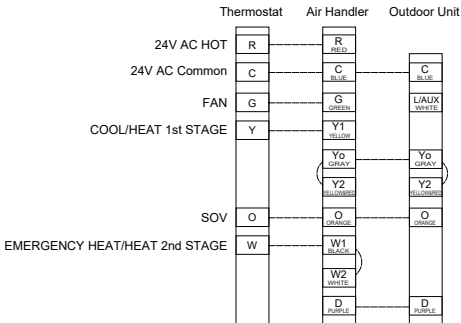 Thermostat Air Handler Outdoor Unit
24V AC HOT R R
RED
24V AC Common C C C
BLUE BLUE
FAN G G L/AUX
GREEN WHITE
COOL/HEAT 1st STAGE Y Y1
YELLOW
Yo Yo
GRAY GRAY
Y2 Y2
YELLOW&RED YELLOW&RED
SOV O O O
ORANGE ORANGE
EMERGENCY HEAT/HEAT 2nd STAGE W W1
BLACK
W2
WHITE
D D
PURPLE PURPLE